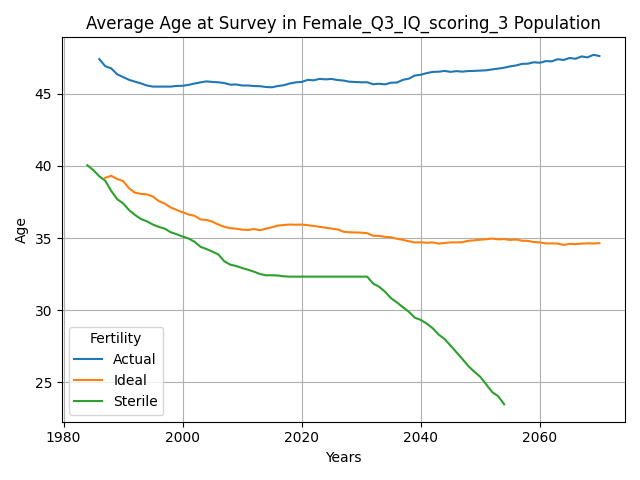 Average Age at Survey in Female_Q3_IQ_scoring_3 Population
Age
45
40
35
30
25
Fertility
Actual
Ideal
Sterile
1980
2000
2020
2040
2060
Years